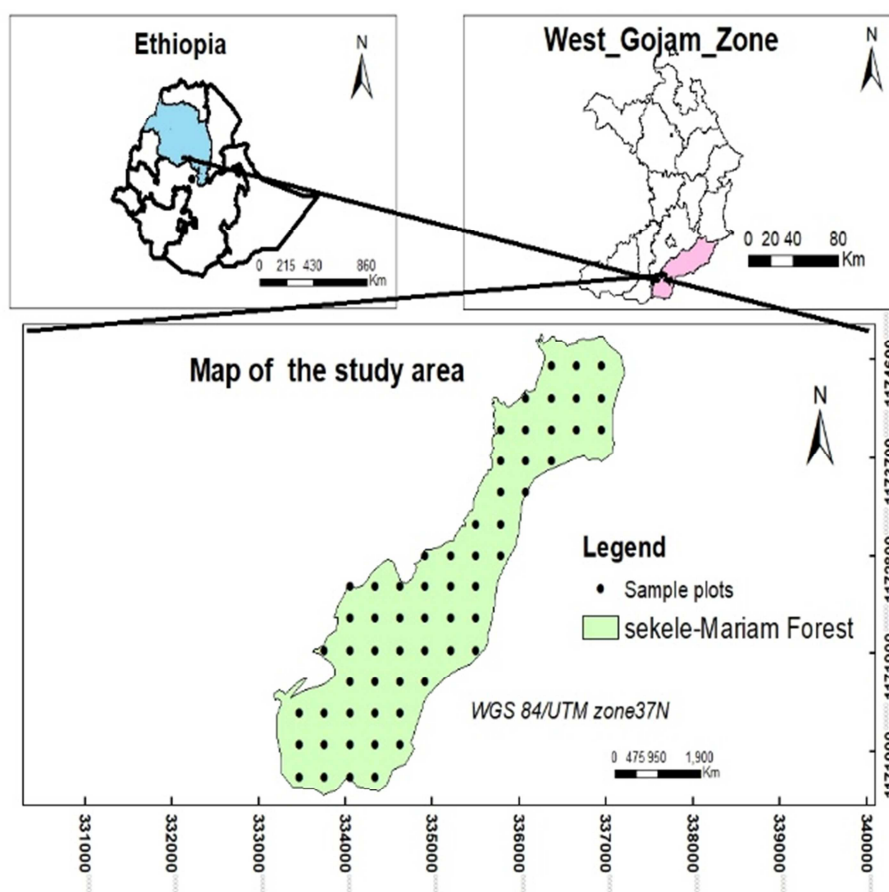 Ethiopia
N
0 215 430 860
Km
West_Gojam_Zone
N
0 20 40 80
Km
Map of the study area
N
Legend
Sample plots
sekele-Mariam Forest
WGS 84/UTM zone37N
0 475 950 1,900
Km
331000
332000
333000
334000
335000
336000
337000
338000
339000
340000